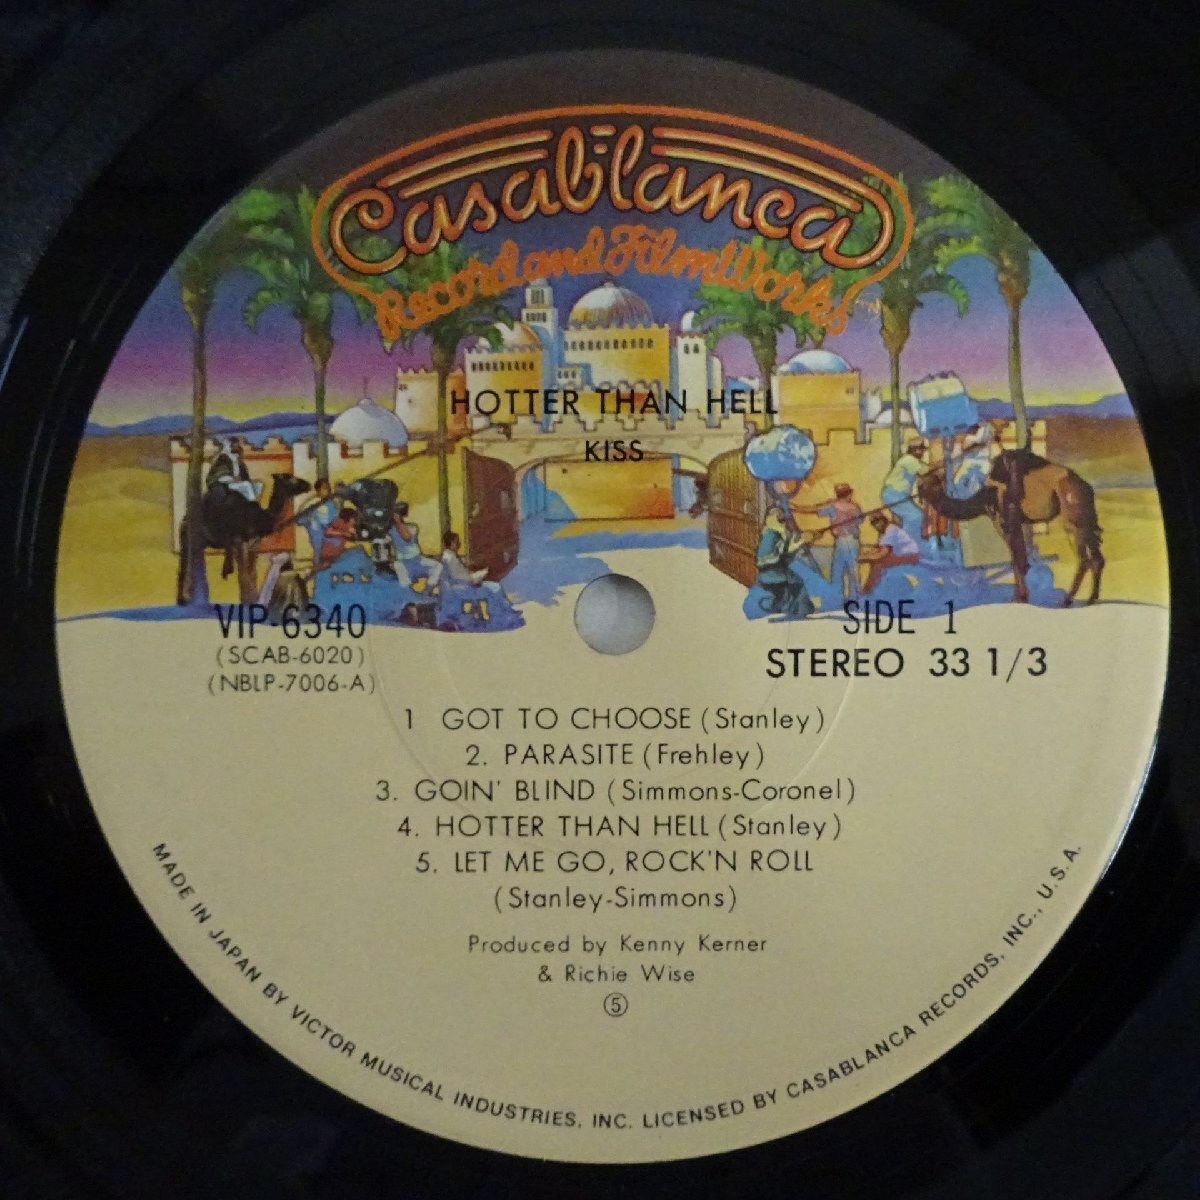 Casablanca
Record and FilmWorks
HOTTER THAN HELL
KISS
VIP-6340
(SCAB-6020)
(NBLP-7006-A)
SIDE 1
STEREO 33 1/3
1 GOT TO CHOOSE (Stanley)
2. PARASITE (Frehley)
3. GOIN' BLIND (Simmons-Coronel)
4. HOTTER THAN HELL (Stanley)
5. LET ME GO, ROCK'N ROLL
(Stanley-Simmons)
Produced by Kenny Kerner
& Richie Wise
⑤
MADE IN JAPAN BY VICTOR MUSICAL INDUSTRIES, INC. LICENSED BY CASABLANCA RECORDS, INC., U.S.A.